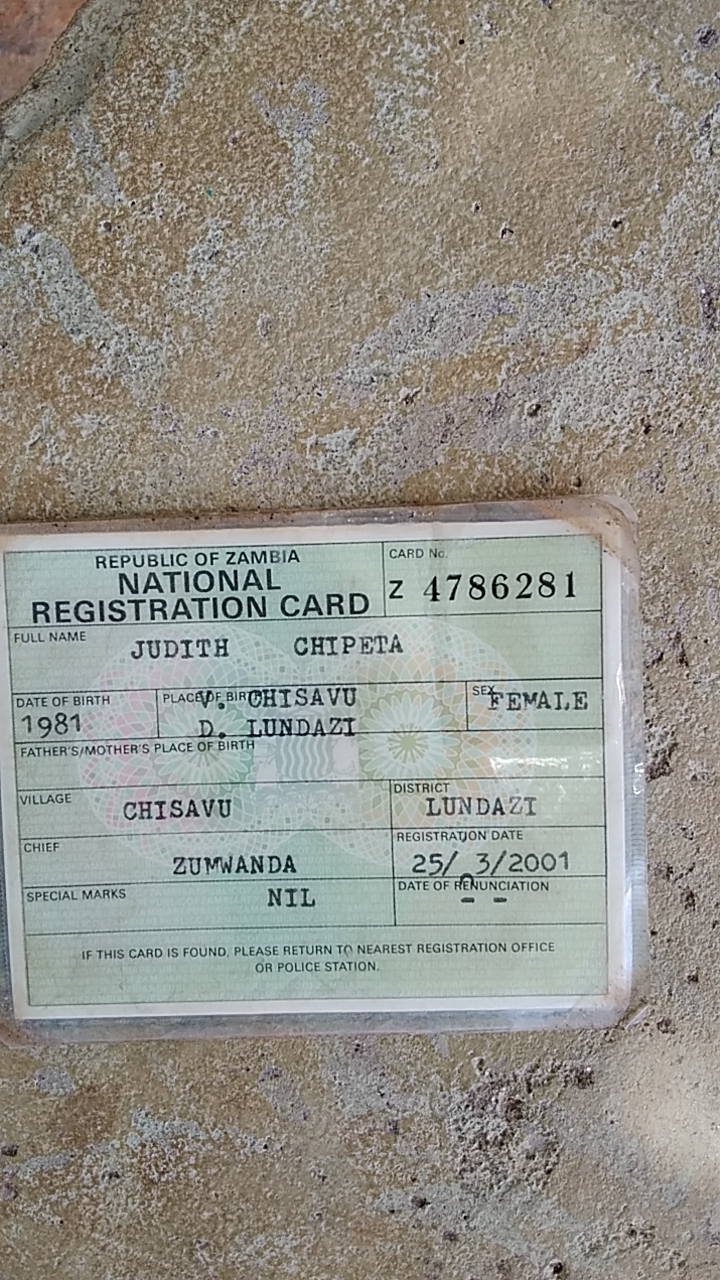 REPUBLIC OF ZAMBIA
NATIONAL
REGISTRATION CARD
CARD No.
Z 4786281
FULL NAME
JUDITH CHIPETA
DATE OF BIRTH
1981
PLACE OF BIRTH
V. CHISAVU
D. LUNDAZI
SEX
FEMALE
FATHER'S/MOTHER'S PLACE OF BIRTH
VILLAGE
CHISAVU
DISTRICT
LUNDAZI
CHIEF
ZUMWANDA
REGISTRATION DATE
25/ 3/2001
SPECIAL MARKS
NIL
DATE OF RENUNCIATION
- -
IF THIS CARD IS FOUND, PLEASE RETURN TO NEAREST REGISTRATION OFFICE
OR POLICE STATION.